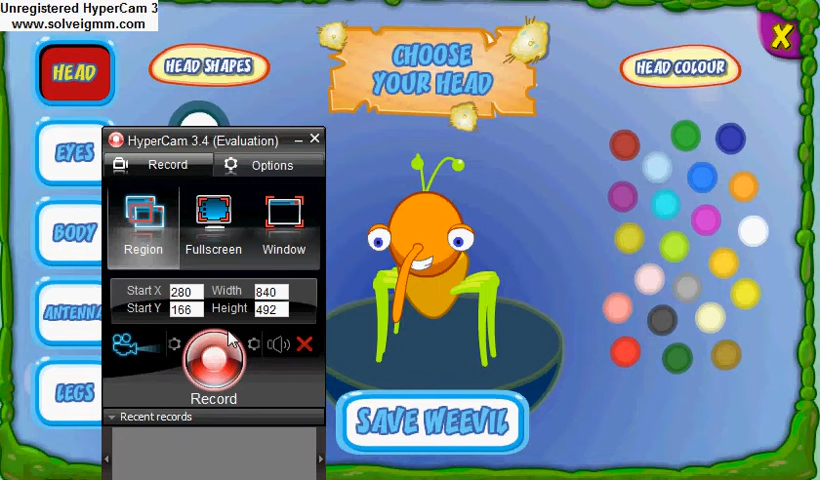 Unregistered HyperCam 3
www.solveigmm.com
X
HEAD
HEAD SHAPES
CHOOSE
YOUR HEAD
HEAD COLOUR
EYES
BODY
ANTENNA
LEGS
HyperCam 3.4 (Evaluation)
Record
Options
Region
Fullscreen
Window
Start X 280 Width 840
Start Y 166 Height 492
Record
Recent records
SAVE WEEVIL